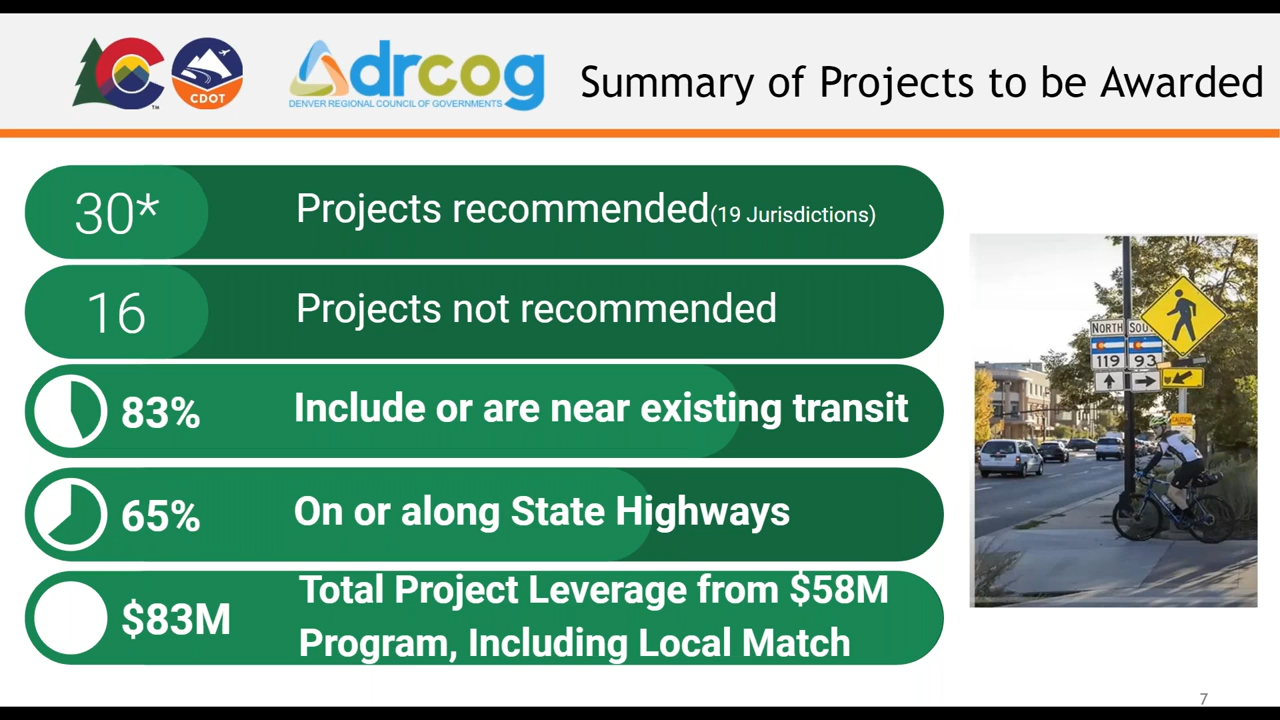 CDOT
TM
drcog
DENVER REGIONAL COUNCIL OF GOVERNMENTS
Summary of Projects to be Awarded
30*
Projects recommended(19 Jurisdictions)
16
Projects not recommended
83%
Include or are near existing transit
65%
On or along State Highways
$83M
Total Project Leverage from $58M
Program, Including Local Match
NORTH
119
93
CAUTION
7